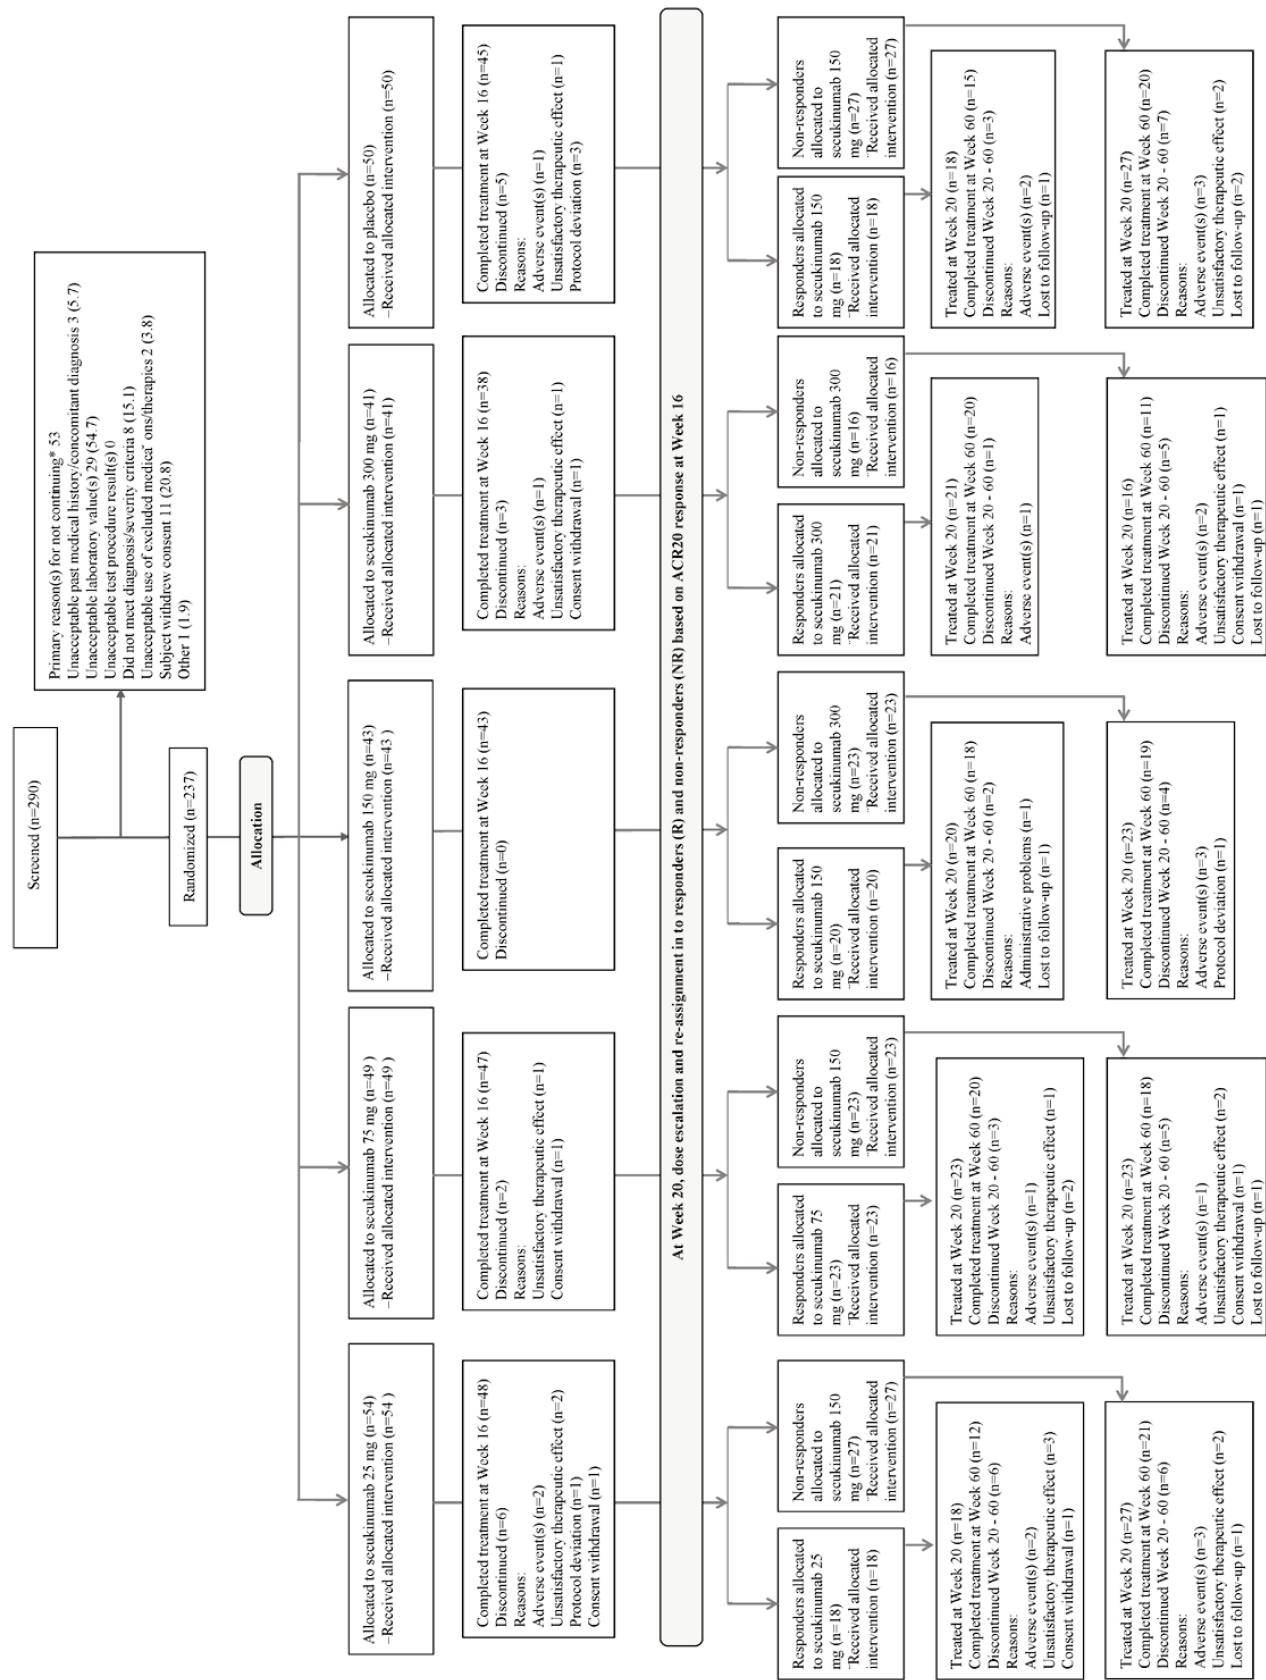 Screened (n=290)
Primary reason(s) for not continuing* 53
Unacceptable past medical history/concomitant diagnosis 3 (5.7)
Unacceptable laboratory value(s) 29 (54.7)
Unacceptable test procedure result(s) 0
Did not meet diagnosis/severity criteria 8 (15.1)
Unacceptable use of excluded medica˜ ons/therapies 2 (3.8)
Subject withdrew consent 11 (20.8)
Other 1 (1.9)
Randomized (n=237)
Allocation
Allocated to secukinumab 25 mg (n=54)
–Received allocated intervention (n=54 )
Allocated to secukinumab 75 mg (n=49)
–Received allocated intervention (n=49 )
Allocated to secukinumab 150 mg (n=43)
–Received allocated intervention (n=43 )
Allocated to secukinumab 300 mg (n=41)
–Received allocated intervention (n=41)
Allocated to placebo (n=50)
–Received allocated intervention (n=50)
Completed treatment at Week 16 (n=48)
Discontinued (n=6)
Reasons:
Adverse event(s) (n=2)
Unsatisfactory therapeutic effect (n=2)
Protocol deviation (n=1)
Consent withdrawal (n=1)
Completed treatment at Week 16 (n=47)
Discontinued (n=2)
Reasons:
Unsatisfactory therapeutic effect (n=1)
Consent withdrawal (n=1)
Completed treatment at Week 16 (n=43)
Discontinued (n=0)
Completed treatment at Week 16 (n=38)
Discontinued (n=3)
Reasons:
Adverse event(s) (n=1)
Unsatisfactory therapeutic effect (n=1)
Consent withdrawal (n=1)
Completed treatment at Week 16 (n=45)
Discontinued (n=5)
Reasons:
Adverse event(s) (n=1)
Unsatisfactory therapeutic effect (n=1)
Protocol deviation (n=3)
At Week 20, dose escalation and re-assignment in to responders (R) and non-responders (NR) based on ACR20 response at Week 16
Responders allocated
to secukinumab 25
mg (n=18)
¨Received allocated
intervention (n=18)
Non-responders
allocated to
secukinumab 150
mg (n=27)
¨Received allocated
intervention (n=27)
Responders allocated
to secukinumab 75
mg (n=23)
¨Received allocated
intervention (n=23)
Non-responders
allocated to
secukinumab 150
mg (n=23)
¨Received allocated
intervention (n=23)
Responders allocated
to secukinumab 150
mg (n=20)
¨Received allocated
intervention (n=20)
Non-responders
allocated to
secukinumab 300
mg (n=23)
¨Received allocated
intervention (n=23)
Responders allocated
to secukinumab 300
mg (n=21)
¨Received allocated
intervention (n=21)
Non-responders
allocated to
secukinumab 300
mg (n=16)
¨Received allocated
intervention (n=16)
Responders allocated
to secukinumab 150
mg (n=18)
¨Received allocated
intervention (n=18)
Non-responders
allocated to
secukinumab 150
mg (n=27)
¨Received allocated
intervention (n=27)
Treated at Week 20 (n=18)
Completed treatment at Week 60 (n=12)
Discontinued Week 20 - 60 (n=6)
Reasons:
Adverse event(s) (n=2)
Unsatisfactory therapeutic effect (n=3)
Consent withdrawal (n=1)
Treated at Week 20 (n=23)
Completed treatment at Week 60 (n=20)
Discontinued Week 20 - 60 (n=3)
Reasons:
Adverse event(s) (n=1)
Unsatisfactory therapeutic effect (n=1)
Lost to follow-up (n=2)
Treated at Week 20 (n=20)
Completed treatment at Week 60 (n=18)
Discontinued Week 20 - 60 (n=2)
Reasons:
Administrative problems (n=1)
Lost to follow-up (n=1)
Treated at Week 20 (n=21)
Completed treatment at Week 60 (n=20)
Discontinued Week 20 - 60 (n=1)
Reasons:
Adverse event(s) (n=1)
Treated at Week 20 (n=18)
Completed treatment at Week 60 (n=15)
Discontinued Week 20 - 60 (n=3)
Reasons:
Adverse event(s) (n=2)
Lost to follow-up (n=1)
Treated at Week 20 (n=27)
Completed treatment at Week 60 (n=21)
Discontinued Week 20 - 60 (n=6)
Reasons:
Adverse event(s) (n=3)
Unsatisfactory therapeutic effect (n=2)
Lost to follow-up (n=1)
Treated at Week 20 (n=23)
Completed treatment at Week 60 (n=18)
Discontinued Week 20 - 60 (n=5)
Reasons:
Adverse event(s) (n=1)
Unsatisfactory therapeutic effect (n=2)
Consent withdrawal (n=1)
Lost to follow-up (n=1)
Treated at Week 20 (n=23)
Completed treatment at Week 60 (n=19)
Discontinued Week 20 - 60 (n=4)
Reasons:
Adverse event(s) (n=3)
Protocol deviation (n=1)
Treated at Week 20 (n=16)
Completed treatment at Week 60 (n=11)
Discontinued Week 20 - 60 (n=5)
Reasons:
Adverse event(s) (n=2)
Unsatisfactory therapeutic effect (n=1)
Consent withdrawal (n=1)
Lost to follow-up (n=1)
Treated at Week 20 (n=27)
Completed treatment at Week 60 (n=20)
Discontinued Week 20 - 60 (n=7)
Reasons:
Adverse event(s) (n=3)
Unsatisfactory therapeutic effect (n=2)
Lost to follow-up (n=2)